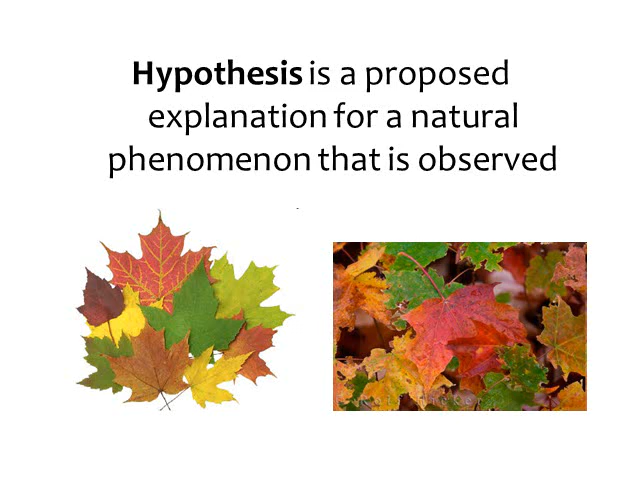 Hypothesis is a proposed
explanation for a natural
phenomenon that is observed